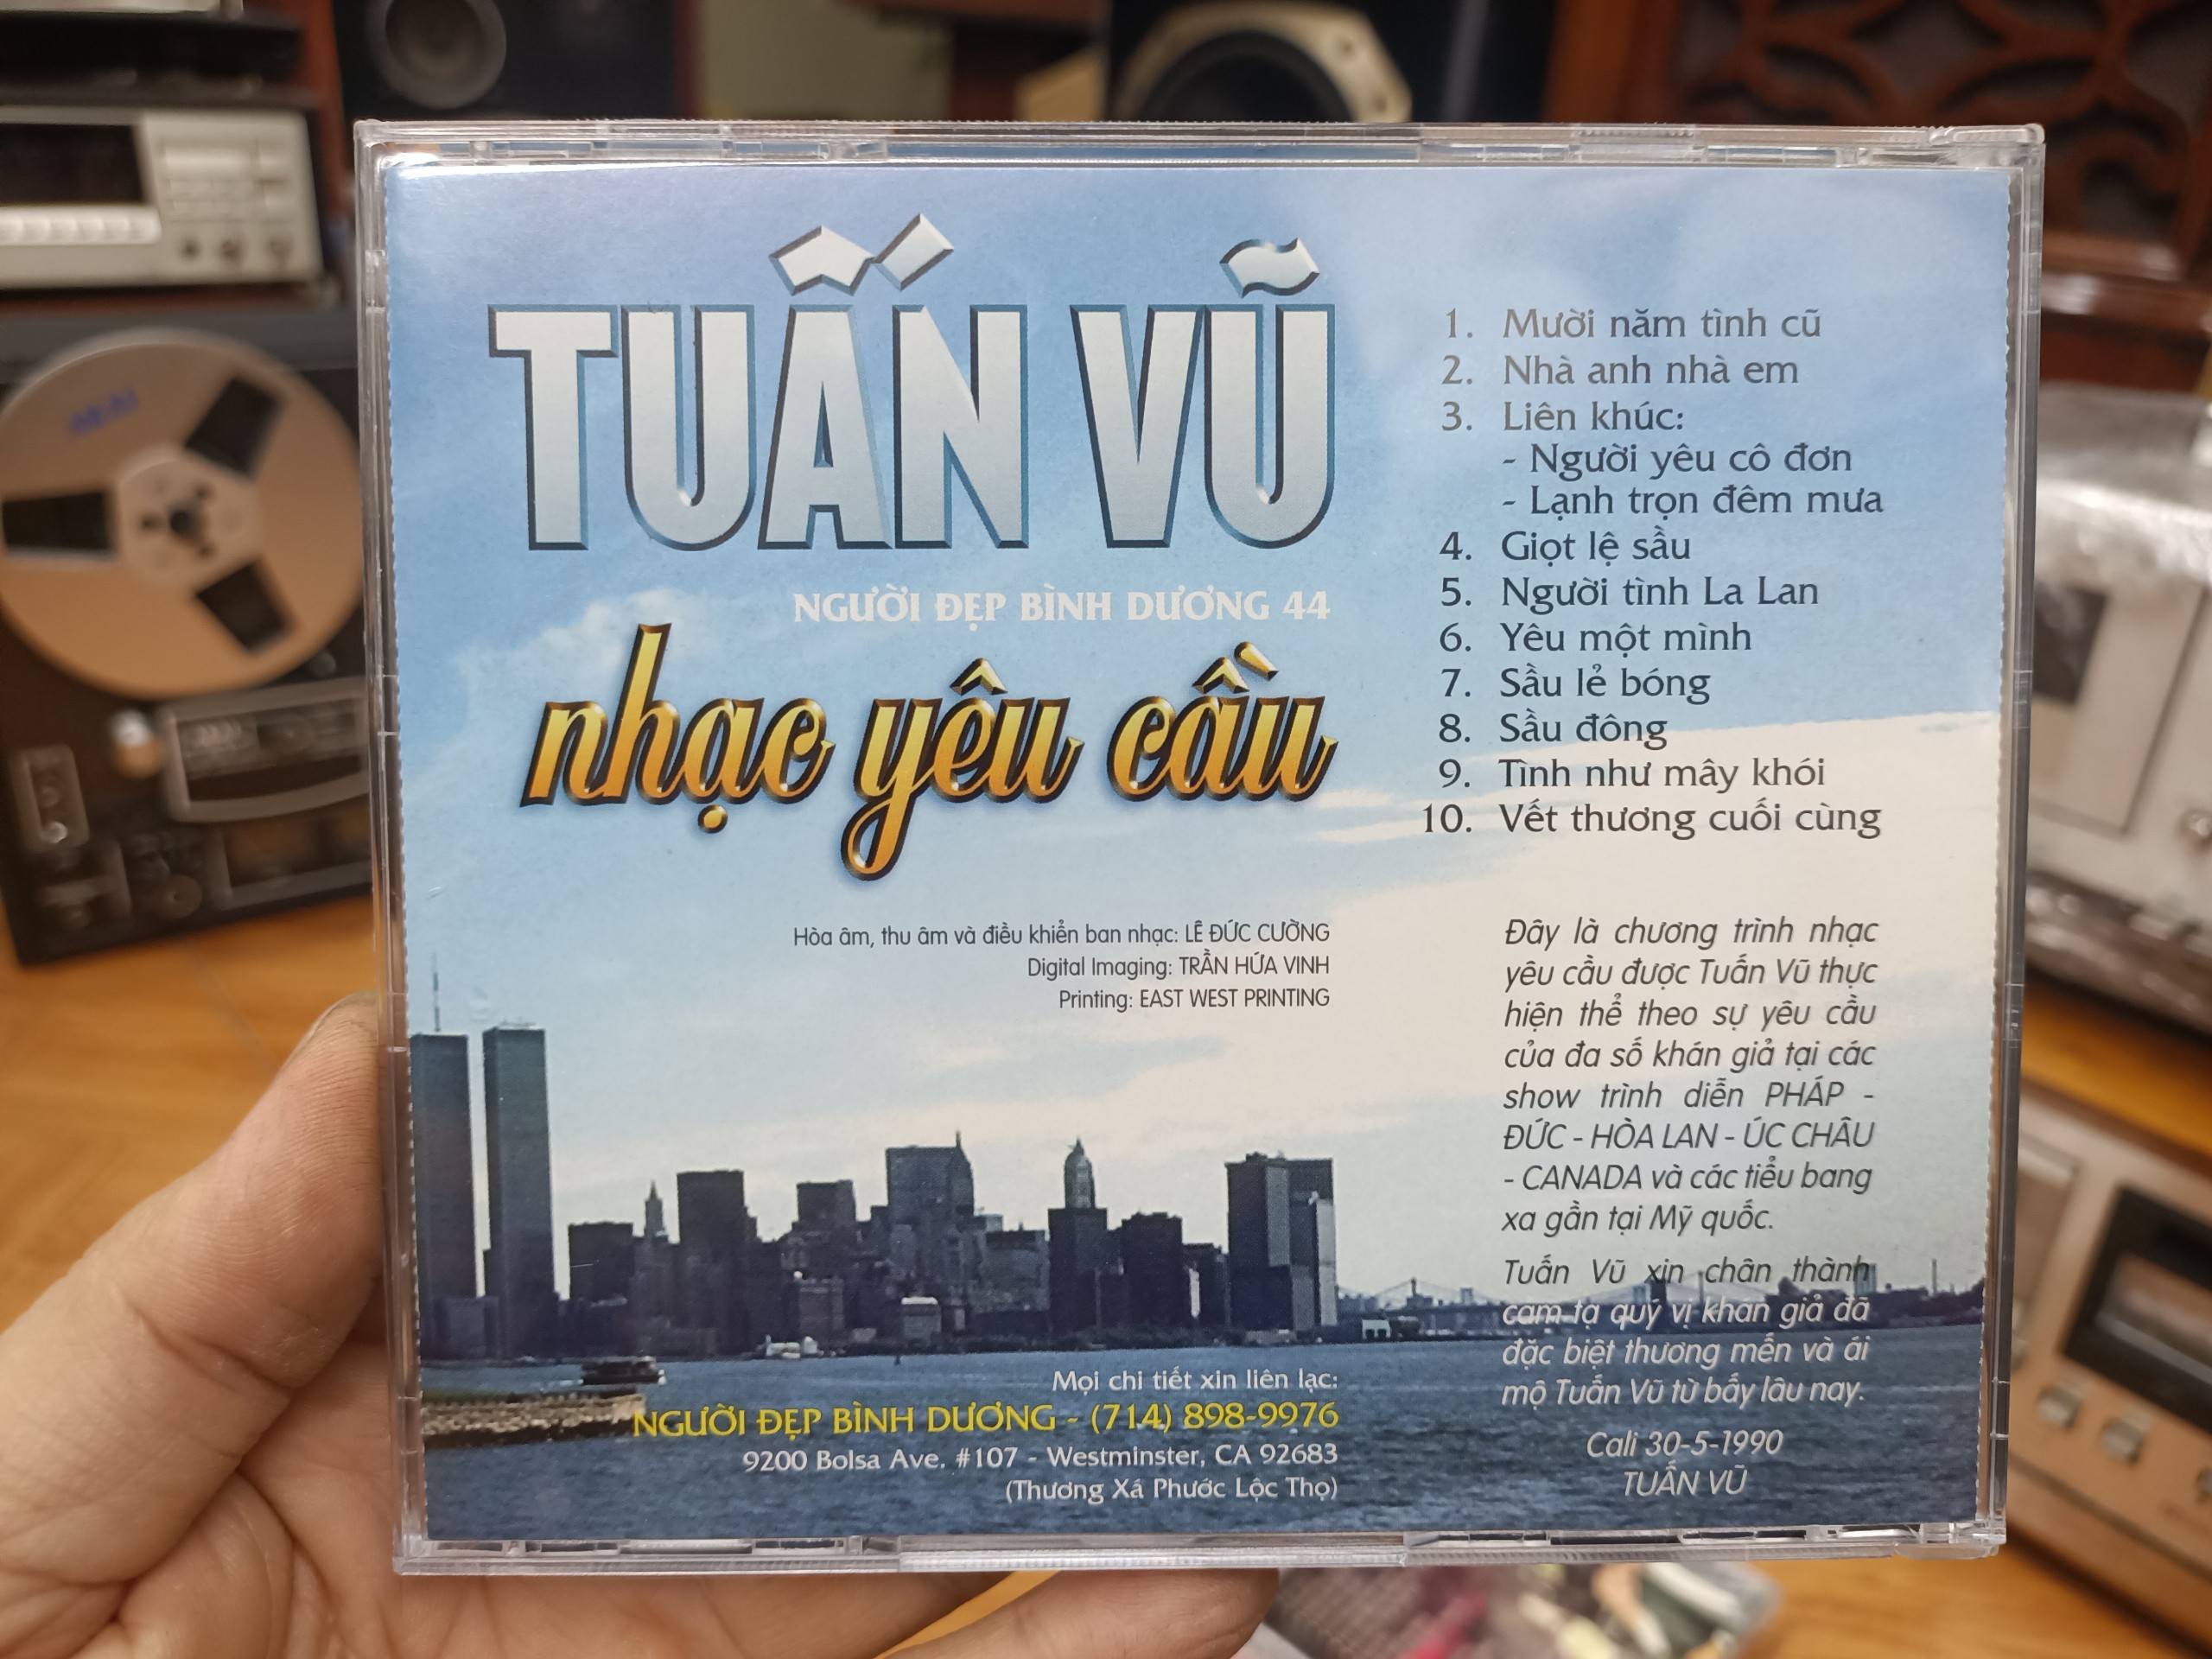 TUẤN VŨ
NGƯỜI ĐẸP BÌNH DƯƠNG 44
nhạc yêu cầu
1. Mười năm tình cũ
2. Nhà anh nhà em
3. Liên khúc:
- Người yêu cô đơn
- Lạnh trọn đêm mưa
4. Giọt lệ sầu
5. Người tình La Lan
6. Yêu một mình
7. Sầu lẻ bóng
8. Sầu đông
9. Tình như mây khói
10. Vết thương cuối cùng
Hòa âm, thu âm và điều khiển ban nhạc: LÊ ĐỨC CƯỜNG
Digital Imaging: TRẦN HỨA VINH
Printing: EAST WEST PRINTING
Đây là chương trình nhạc
yêu cầu được Tuấn Vũ thực
hiện thể theo sự yêu cầu
của đa số khán giả tại các
show trình diễn PHÁP -
ĐỨC - HÒA LAN - ÚC CHÂU
- CANADA và các tiểu bang
xa gần tại Mỹ quốc.
Tuấn Vũ xin chân thành
cam tạ quý vị khán giả đã
đặc biệt thương mến và ái
mộ Tuấn Vũ từ bấy lâu nay.
Cali 30-5-1990
TUẤN VŨ
Mọi chi tiết xin liên lạc:
NGƯỜI ĐẸP BÌNH DƯƠNG - (714) 898-9976
9200 Bolsa Ave. #107 - Westminster, CA 92683
(Thương Xá Phước Lộc Thọ)